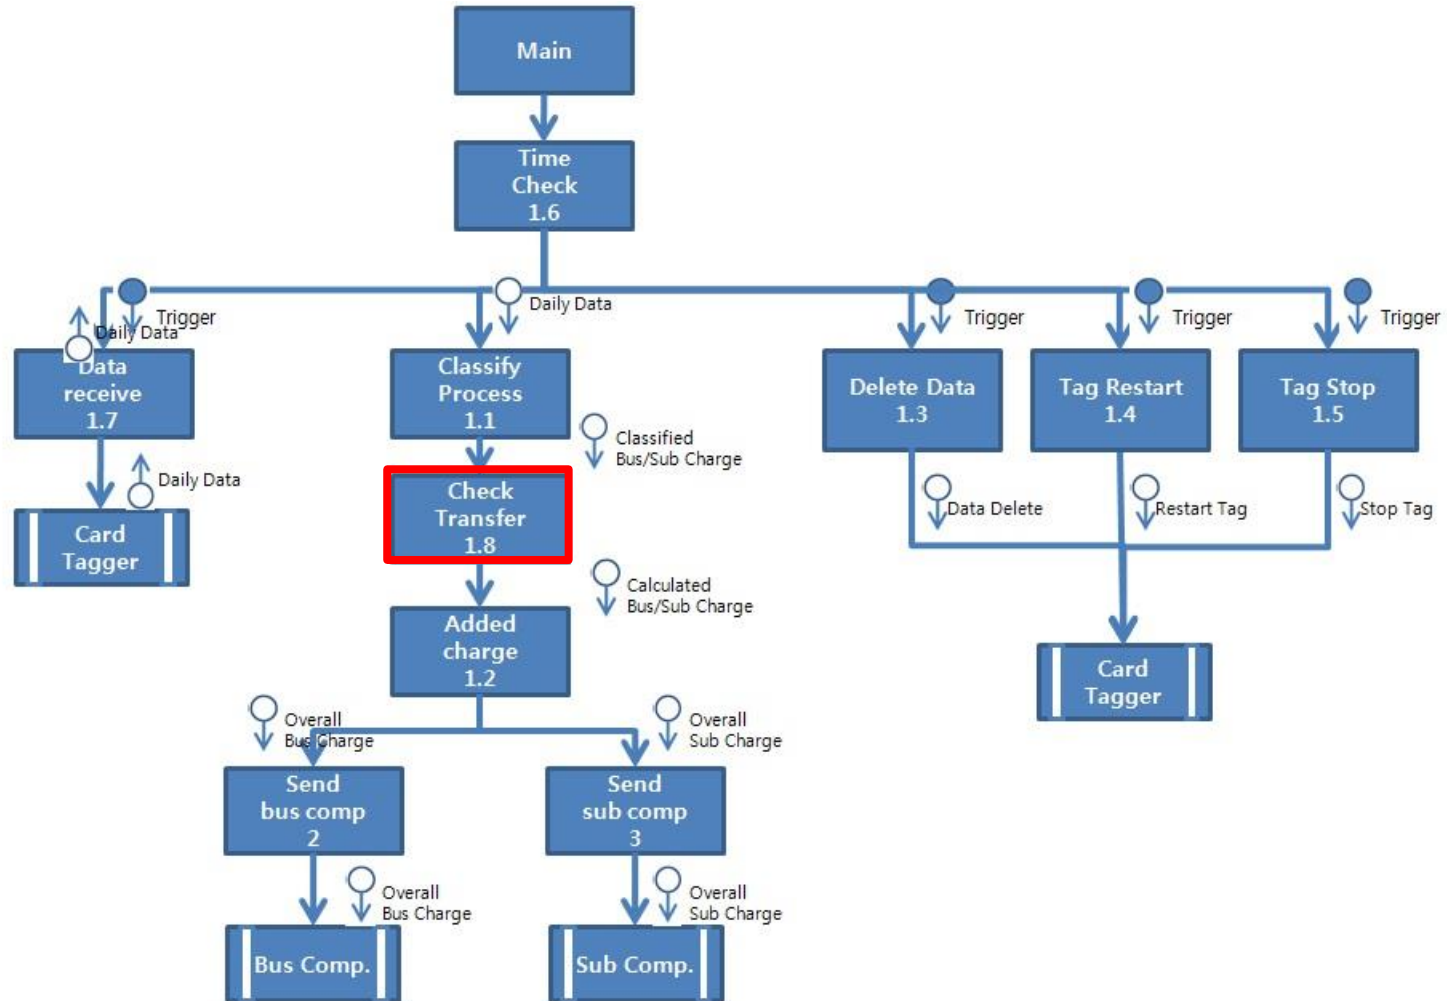 Main
Time
Check
1.6
Trigger
Daily Data
Daily Data
Trigger
Trigger
Trigger
Data
receive
1.7
Classify
Process
1.1
Delete Data
1.3
Tag Restart
1.4
Tag Stop
1.5
Classified
Bus/Sub Charge
Daily Data
Check
Transfer
1.8
Data Delete
Restart Tag
Stop Tag
Card
Tagger
Calculated
Bus/Sub Charge
Added
charge
1.2
Card
Tagger
Overall
Bus Charge
Overall
Sub Charge
Send
bus comp
2
Send
sub comp
3
Overall
Bus Charge
Overall
Sub Charge
Bus Comp.
Sub Comp.